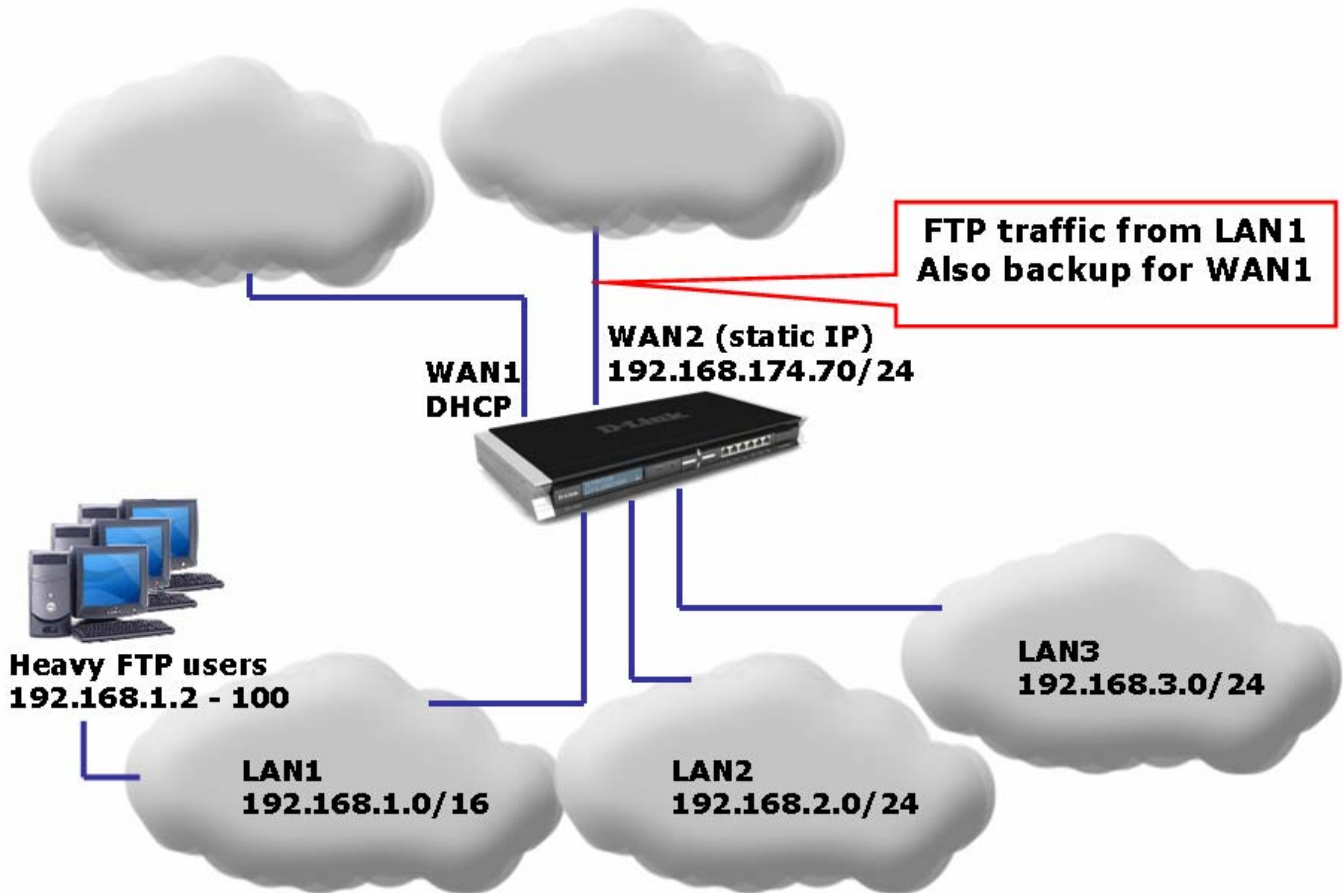 FTP traffic from LAN1
Also backup for WAN1
WAN2 (static IP)
192.168.174.70/24
WAN1
DHCP
D-Link
Heavy FTP users
192.168.1.2 - 100
LAN1
192.168.1.0/16
LAN2
192.168.2.0/24
LAN3
192.168.3.0/24